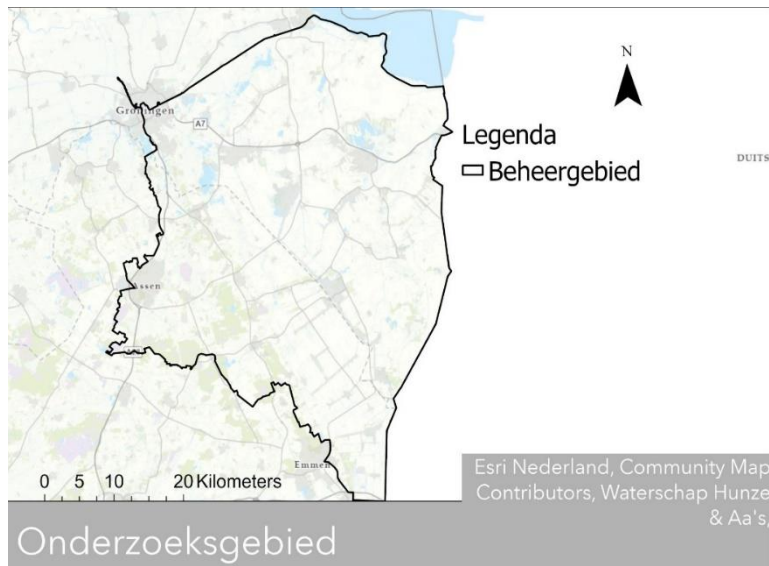 N
Groningen
A7
Legenda
Beheergebied
DUITS
Assen
Emmen
0 5 10 20 Kilometers
Esri Nederland, Community Map
Contributors, Waterschap Hunze
& Aa's,
Onderzoeksgebied